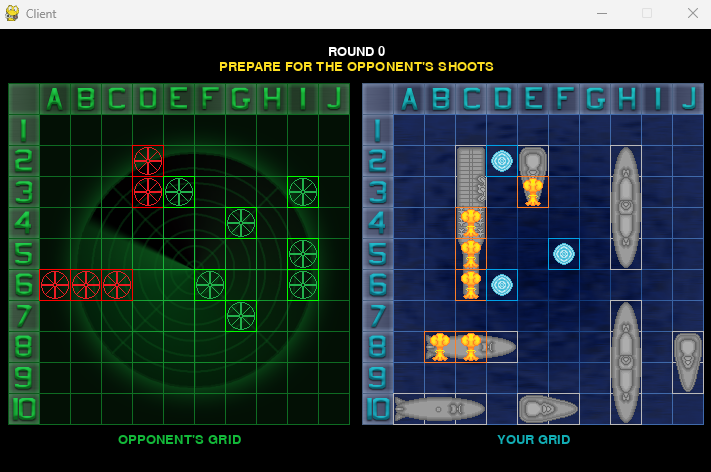 Client
ROUND 0
PREPARE FOR THE OPPONENT'S SHOOTS
A B C D E F G H I J
1
2
3
4
5
6
7
8
9
10
A B C D E F G H I J
1
2
3
4
5
6
7
8
9
10
OPPONENT'S GRID
YOUR GRID